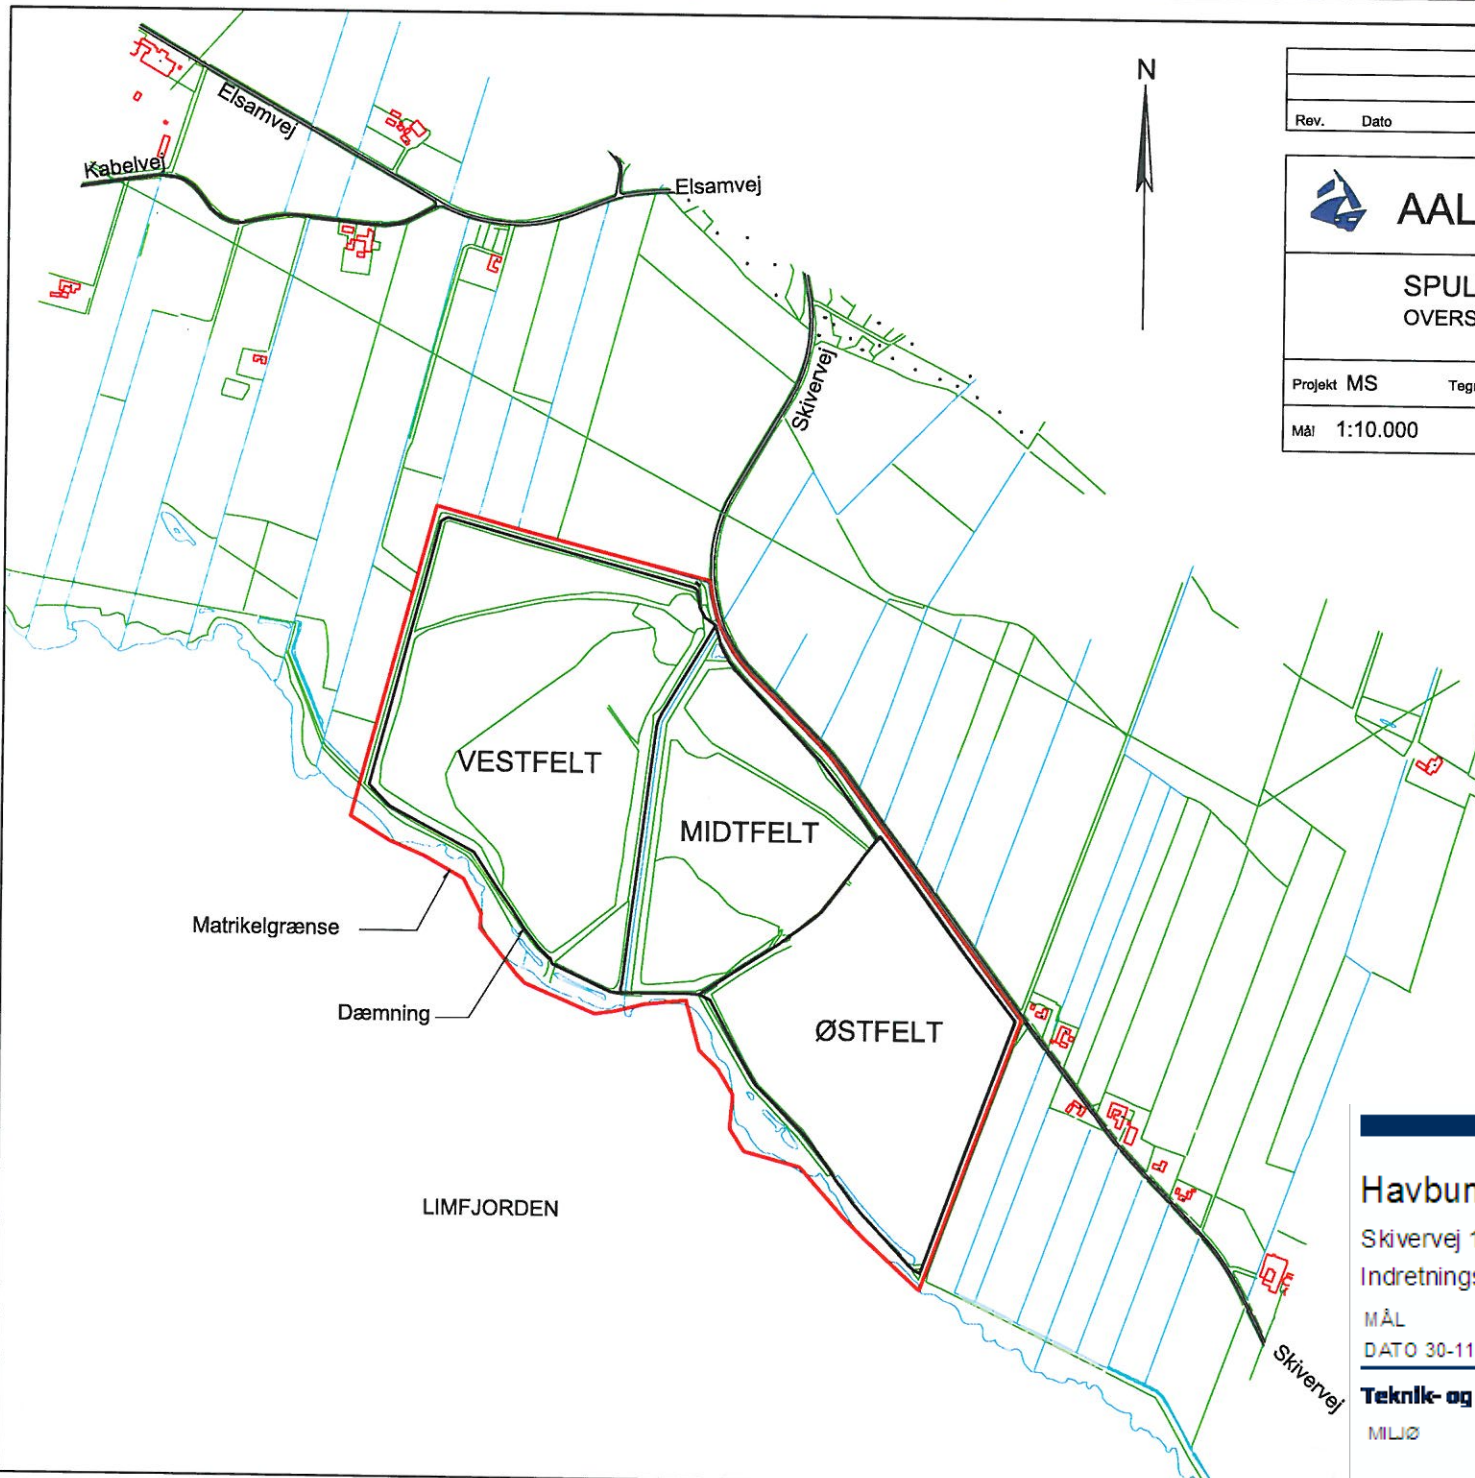 N
Rev. Dato
AAL
SPUL
OVERS
Projekt MS Tegn
Mål 1:10.000
Elsamvej
Kabelvej
Elsamvej
Skivervej
VESTFELT
MIDTFELT
Matrikelgrænse
Dæmning
ØSTFELT
LIMFJORDEN
Skivervej
Havbun
Skivervej 1
Indretnings
MÅL
DATO 30-11
Teknik- og
MILJØ